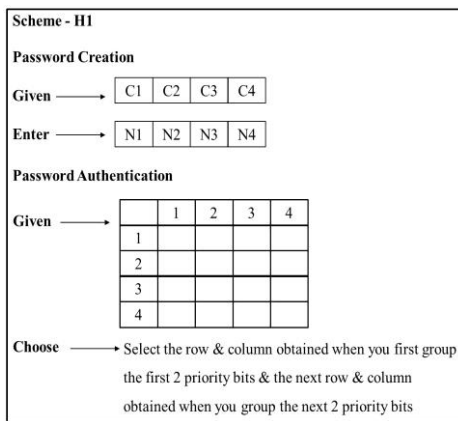 Scheme - H1
Password Creation
Given C1 C2 C3 C4
Enter N1 N2 N3 N4
Password Authentication
Given 1 2 3 4
1
2
3
4
Choose Select the row & column obtained when you first group
the first 2 priority bits & the next row & column
obtained when you group the next 2 priority bits